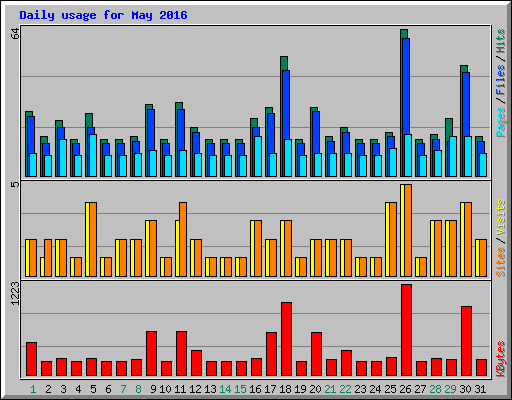 Daily usage for May 2016
64
Pages/Files/Hits
5
Sites/Visits
1223
KBytes
1 2 3 4 5 6 7 8 9 10 11 12 13 14 15 16 17 18 19 20 21 22 23 24 25 26 27 28 29 30 31